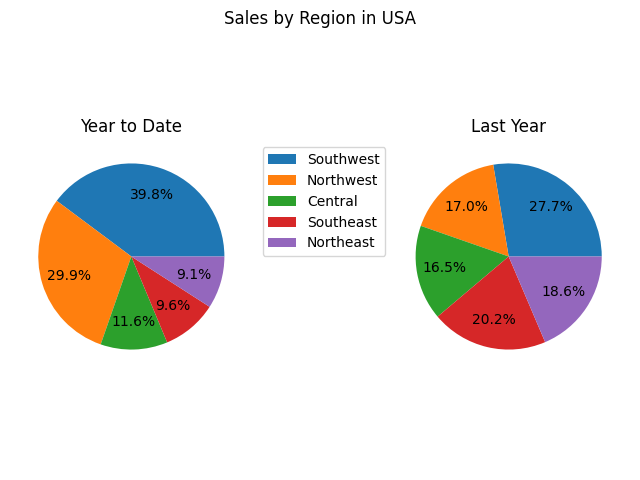 Sales by Region in USA
Year to Date
39.8%
29.9%
11.6%
9.6%
9.1%
Southwest
Northwest
Central
Southeast
Northeast
Last Year
27.7%
17.0%
16.5%
20.2%
18.6%